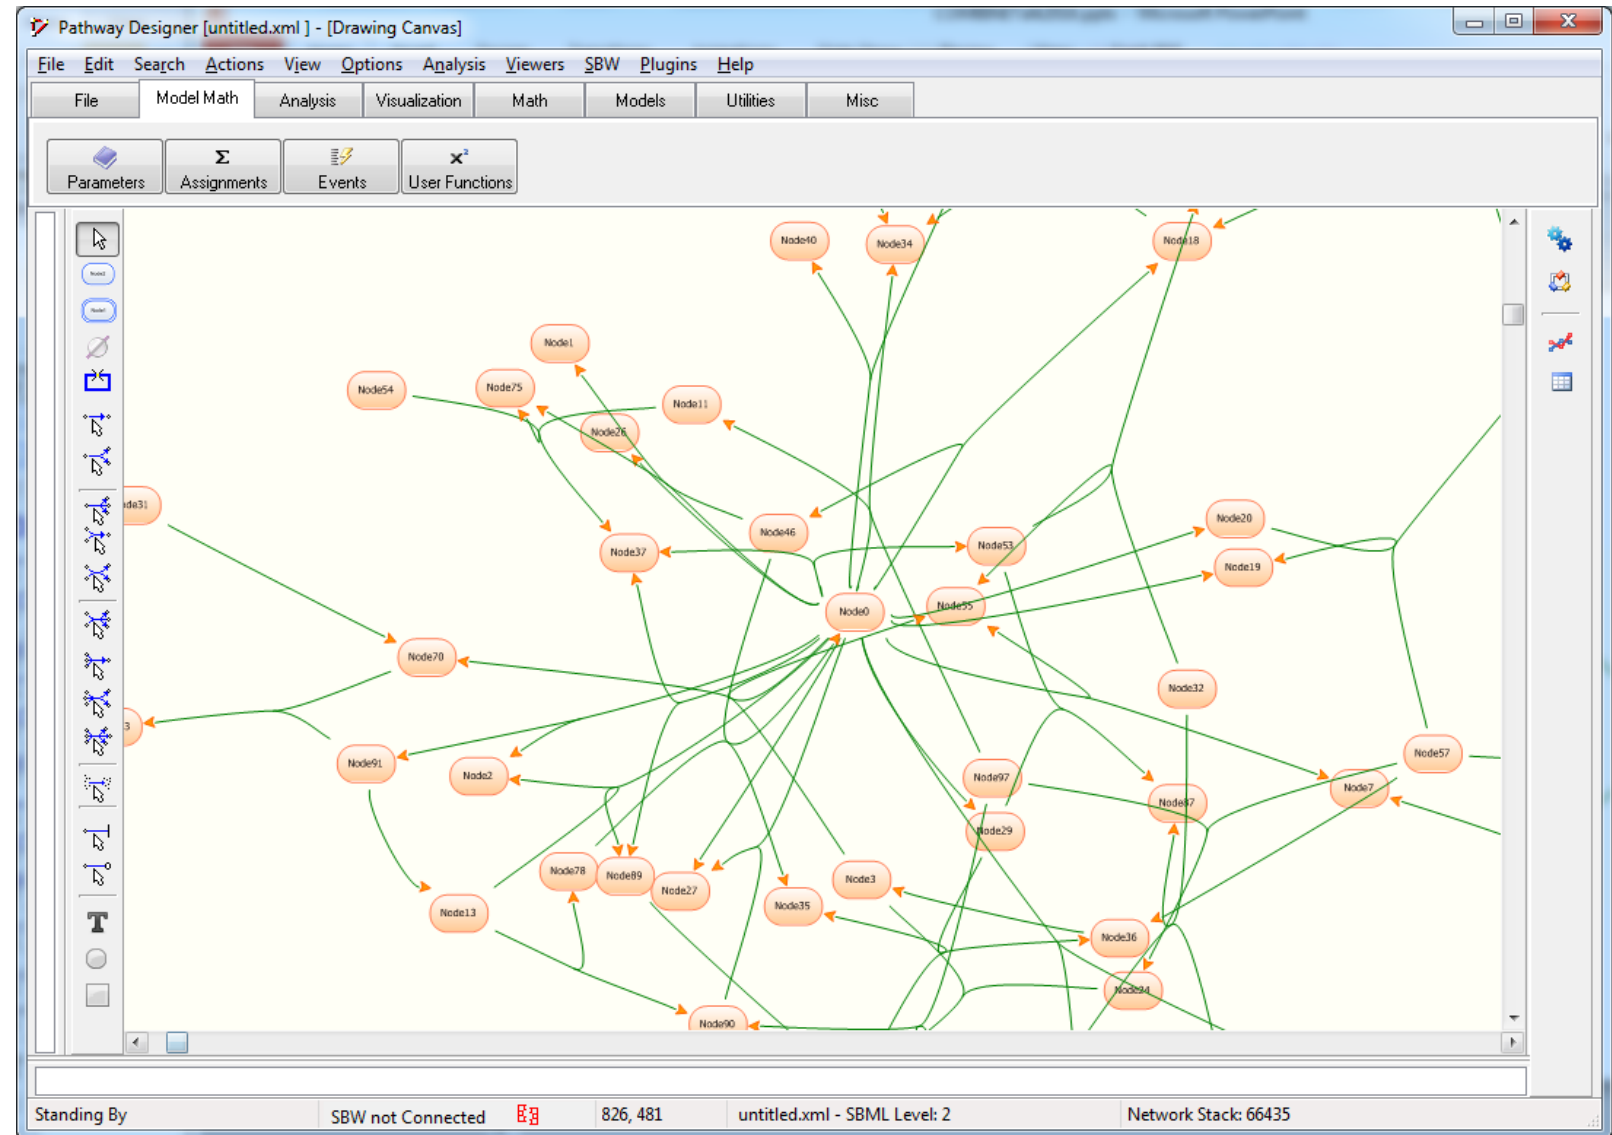 Pathway Designer [untitled.xml ] - [Drawing Canvas]
File Edit Search Actions View Options Analysis Viewers SBW Plugins Help
File Model Math Analysis Visualization Math Models Utilities Misc
Parameters Assignments Events User Functions
Node40 Node34 Node18
Node1
Node54 Node75 Node11
Node26
de31 Node46 Node20
Node37 Node53 Node19
Node0 Node55
Node70 Node32
3 Node91 Node2 Node97 Node57
Node7
Node87
Node29
Node78 Node89 Node27 Node3
Node13 Node35
Node36
Node24
Node90
T
Standing By SBW not Connected 826, 481 untitled.xml - SBML Level: 2 Network Stack: 66435